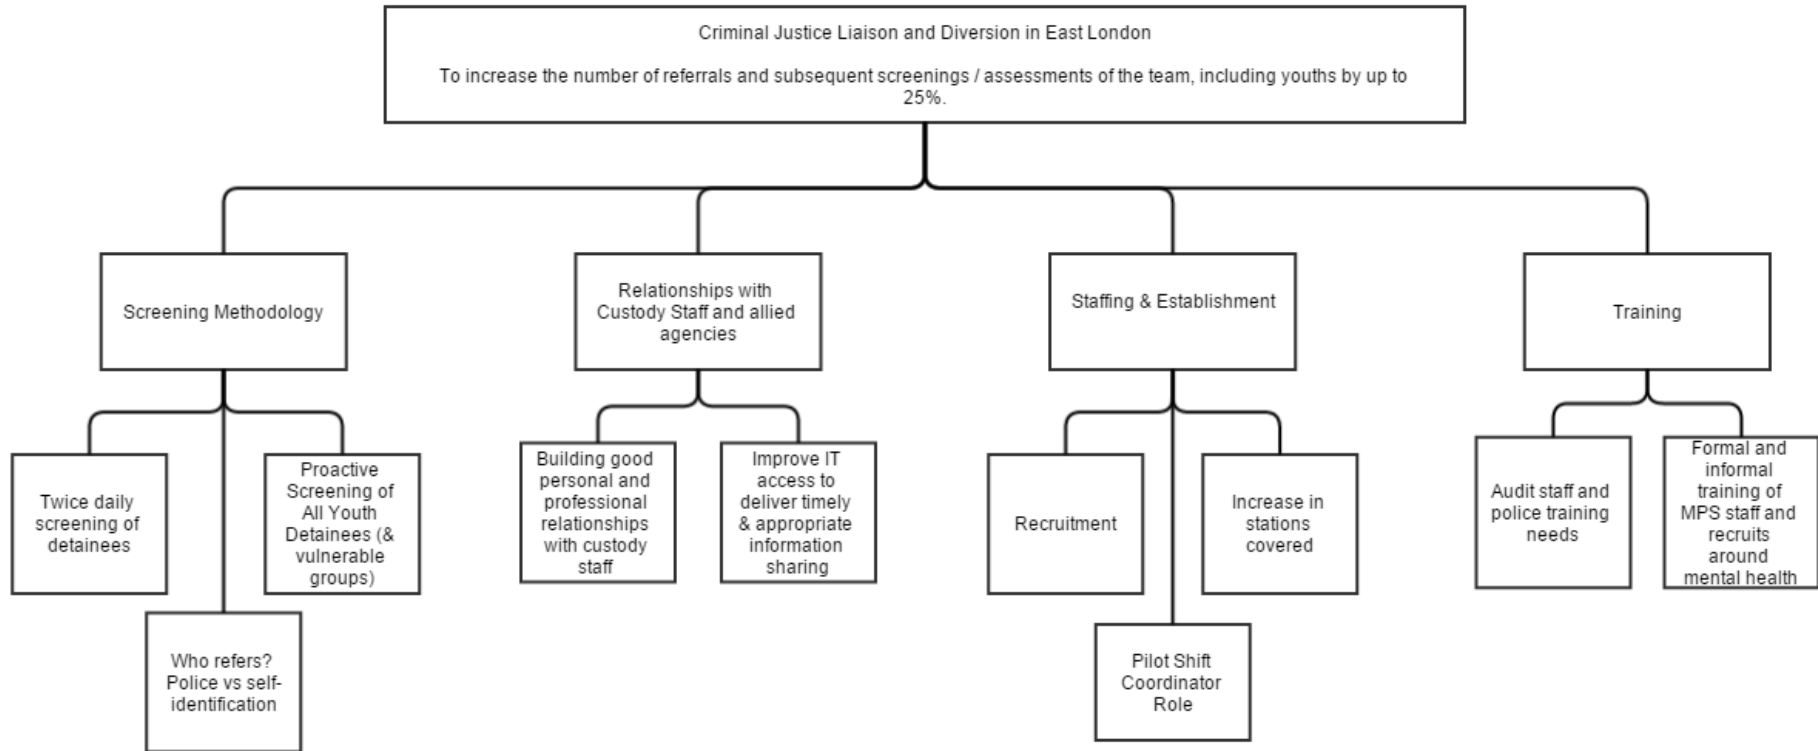 Criminal Justice Liaison and Diversion in East London
To increase the number of referrals and subsequent screenings / assessments of the team, including youths by up to
25%.
Screening Methodology
Relationships with
Custody Staff and allied
agencies
Staffing & Establishment
Training
Twice daily
screening of
detainees
Who refers?
Police vs self-
identification
Proactive
Screening of
All Youth
Detainees (&
vulnerable
groups)
Building good
personal and
professional
relationships
with custody
staff
Improve IT
access to
deliver timely
& appropriate
information
sharing
Recruitment
Pilot Shift
Coordinator
Role
Increase in
stations
covered
Audit staff and
police training
needs
Formal and
informal
training of
MPS staff and
recruits
around
mental health